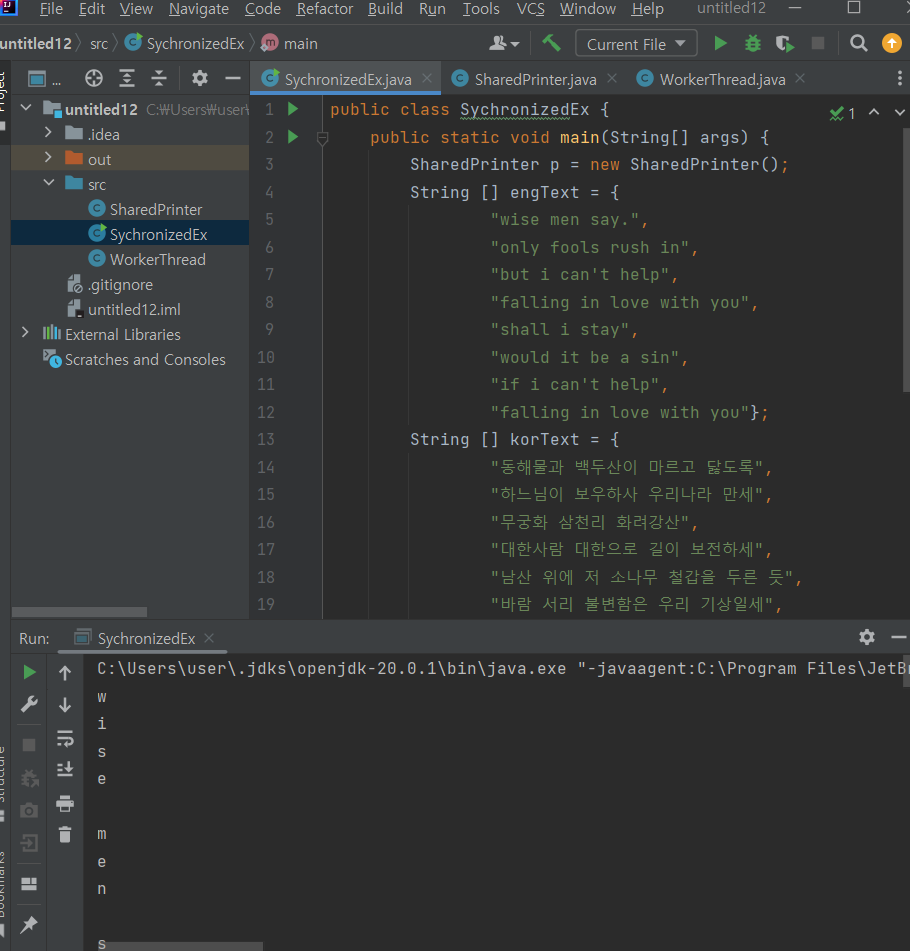 File Edit View Navigate Code Refactor Build Run Tools VCS Window Help untitled12
untitled12 src SychronizedEx main Current File
Project
SychronizedEx.java SharedPrinter.java WorkerThread.java
untitled12 C:\Users\user\
.idea
out
src
SharedPrinter
SychronizedEx
WorkerThread
.gitignore
untitled12.iml
External Libraries
Scratches and Consoles
1 public class SychronizedEx { 1
2 public static void main(String[] args) {
3 SharedPrinter p = new SharedPrinter();
4 String [] engText = {
5 "wise men say.",
6 "only fools rush in",
7 "but i can't help",
8 "falling in love with you",
9 "shall i stay",
10 "would it be a sin",
11 "if i can't help",
12 "falling in love with you"};
13 String [] korText = {
14 "동해물과 백두산이 마르고 닳도록",
15 "하느님이 보우하사 우리나라 만세",
16 "무궁화 삼천리 화려강산",
17 "대한사람 대한으로 길이 보전하세",
18 "남산 위에 저 소나무 철갑을 두른 듯",
19 "바람 서리 불변함은 우리 기상일세",
Run: SychronizedEx
C:\Users\user\.jdks\openjdk-20.0.1\bin\java.exe "-javaagent:C:\Program Files\JetBr
w
i
s
e
m
e
n
s
Structure
Bookmarks